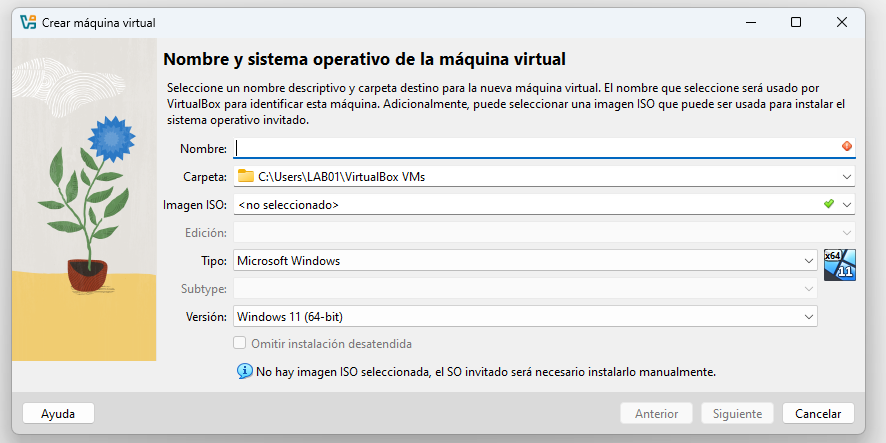 Crear máquina virtual
Nombre y sistema operativo de la máquina virtual
Seleccione un nombre descriptivo y carpeta destino para la nueva máquina virtual. El nombre que seleccione será usado por
VirtualBox para identificar esta máquina. Adicionalmente, puede seleccionar una imagen ISO que puede ser usada para instalar el
sistema operativo invitado.
Nombre:
Carpeta: C:\Users\LAB01\VirtualBox VMs
Imagen ISO: <no seleccionado>
Edición:
Tipo: Microsoft Windows
x64
11
Subtype:
Versión: Windows 11 (64-bit)
Omitir instalación desatendida
No hay imagen ISO seleccionada, el SO invitado será necesario instalarlo manualmente.
Ayuda Anterior Siguiente Cancelar